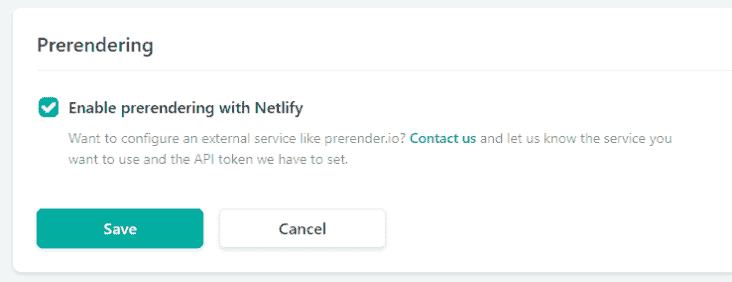 Prerendering
Enable prerendering with Netlify
Want to configure an external service like prerender.io? Contact us and let us know the service you
want to use and the API token we have to set.
Save
Cancel